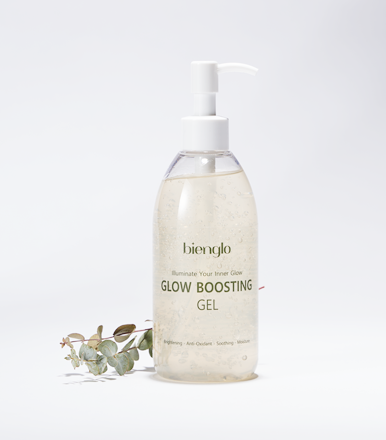 bienglo
Illuminate Your Inner Glow
GLOW BOOSTING
GEL
Brightening · Anti-Oxidant · Soothing · Moisture